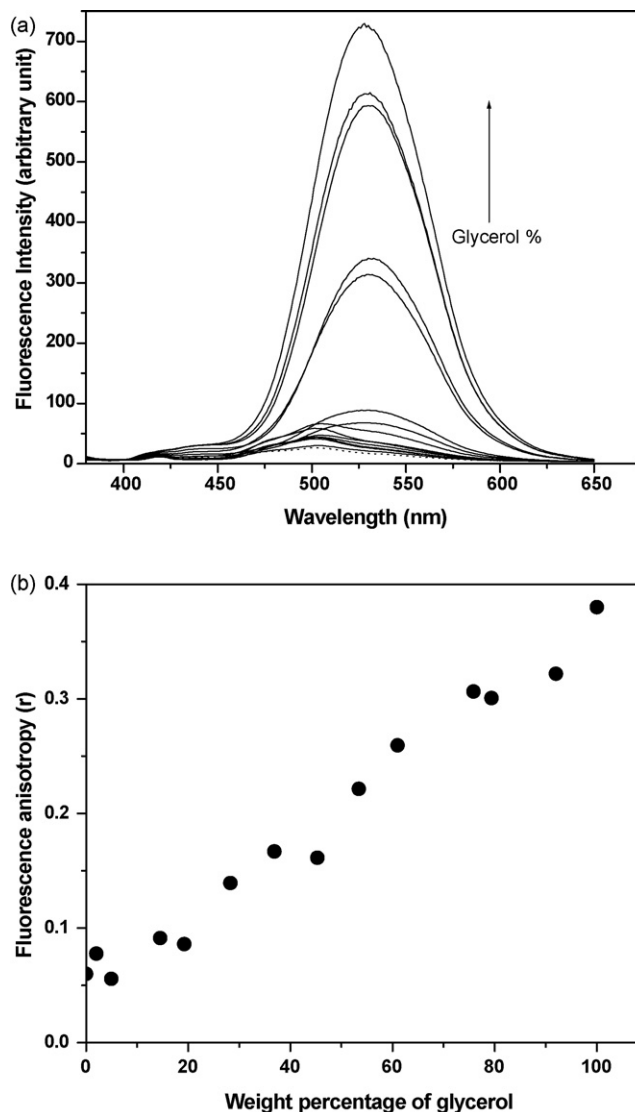 (a)
700
600
500
400
300
200
100
0
Fluorescence Intensity (arbitrary unit)
Glycerol %
400 450 500 550 600 650
Wavelength (nm)
(b)
0.4
0.3
0.2
0.1
0.0
Fluorescence anisotropy (r)
0 20 40 60 80 100
Weight percentage of glycerol